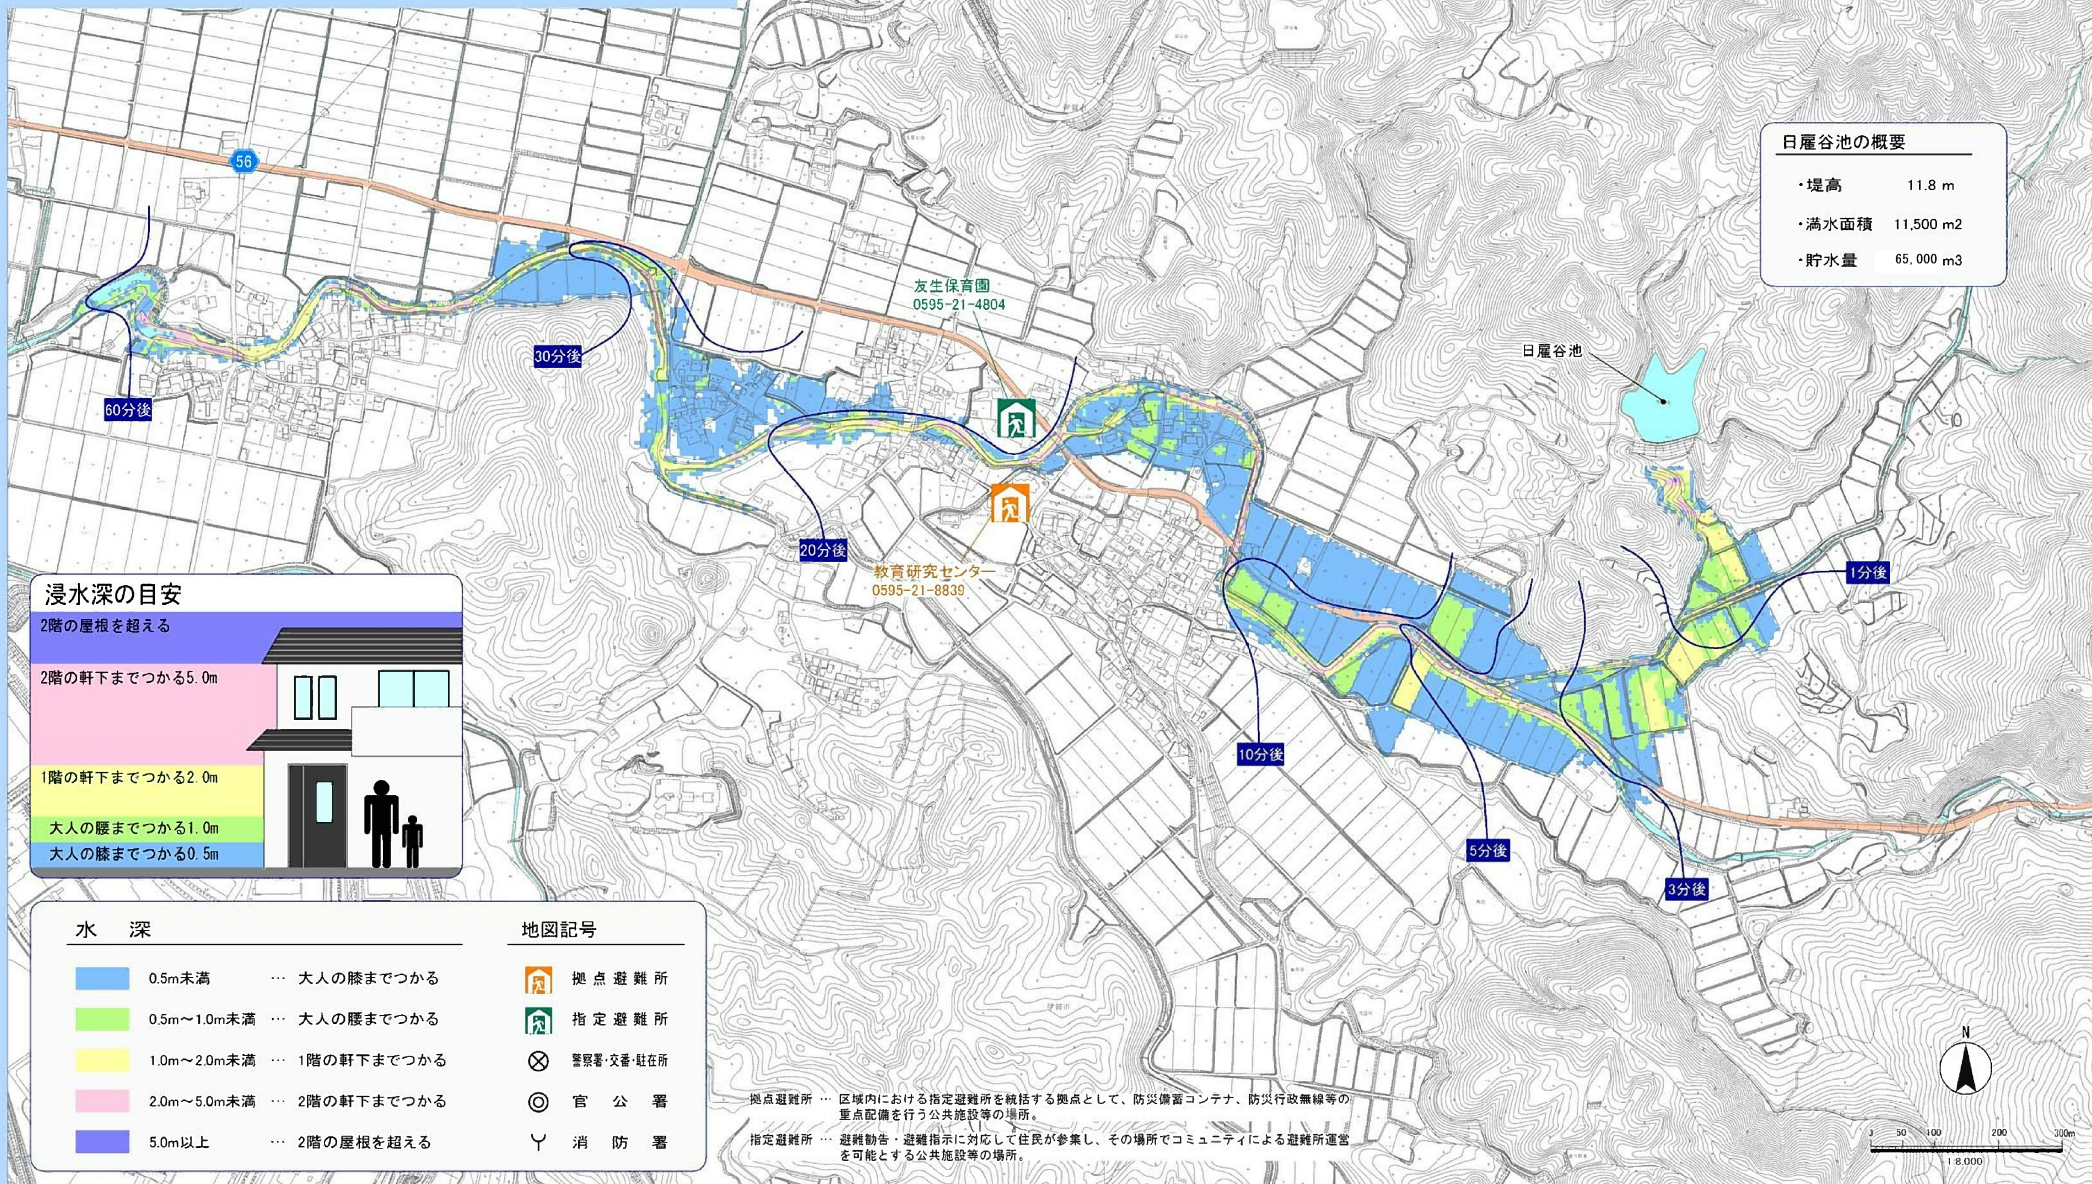 56
友生保育園
0595-21-4804
日雇谷池の概要
・堤高 11.8 m
・満水面積 11,500 m2
・貯水量 65,000 m3
日雇谷池
30分後
60分後
20分後
教育研究センター
0595-21-8839
1分後
10分後
5分後
3分後
浸水深の目安
2階の屋根を超える
2階の軒下までつかる5.0m
1階の軒下までつかる2.0m
大人の腰までつかる1.0m
大人の膝までつかる0.5m
水 深
0.5m未満 … 大人の膝までつかる
0.5m～1.0m未満 … 大人の腰までつかる
1.0m～2.0m未満 … 1階の軒下までつかる
2.0m～5.0m未満 … 2階の軒下までつかる
5.0m以上 … 2階の屋根を超える
地図記号
拠点避難所
指定避難所
警察署・交番・駐在所
官公署
消防署
拠点避難所 … 区域内における指定避難所を統括する拠点として、防災備蓄コンテナ、防災行政無線等の
重点配備を行う公共施設等の場所。
指定避難所 … 避難勧告・避難指示に対応して住民が参集し、その場所でコミュニティによる避難所運営
を可能とする公共施設等の場所。
伊賀市
N
0 50 100 200 300m
1:8,000